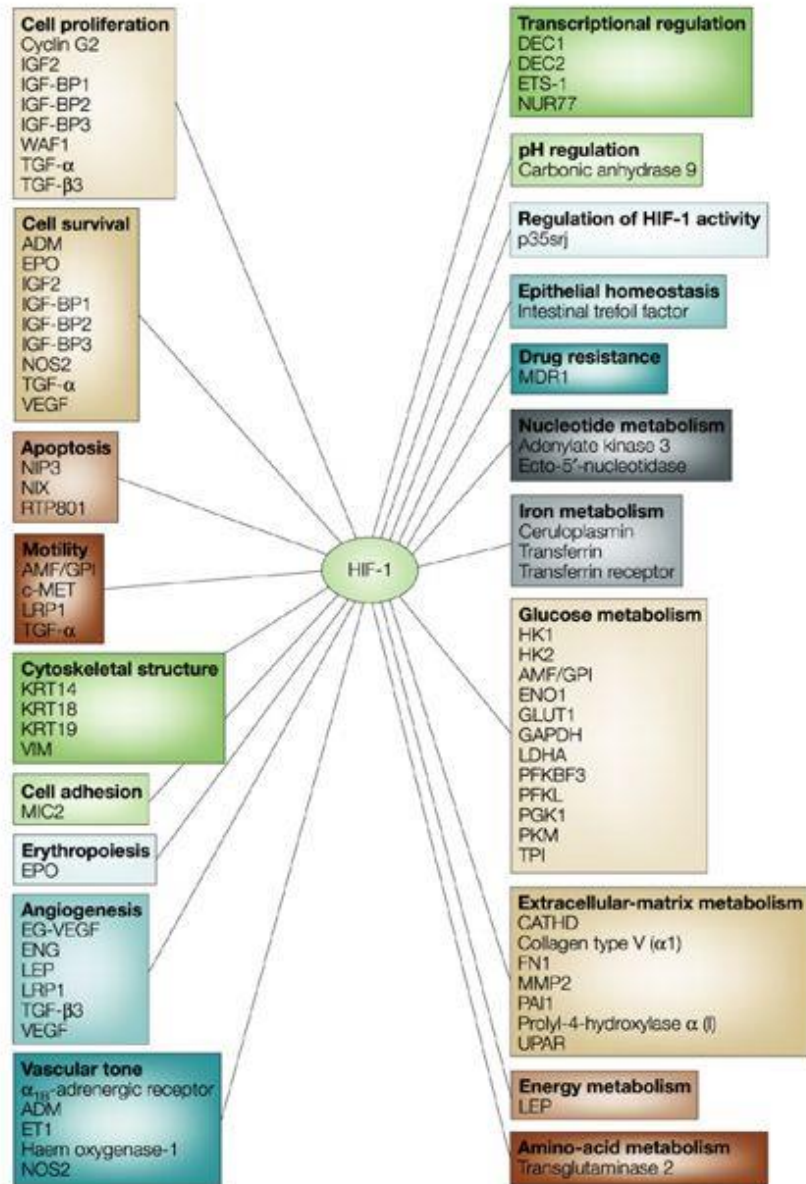 Cell proliferation
Cyclin G2
IGF2
IGF-BP1
IGF-BP2
IGF-BP3
WAF1
TGF-α
TGF-β3
Cell survival
ADM
EPO
IGF2
IGF-BP1
IGF-BP2
IGF-BP3
NOS2
TGF-α
VEGF
Apoptosis
NIP3
NIX
RTP801
Motility
AMF/GPI
c-MET
LRP1
TGF-α
Cytoskeletal structure
KRT14
KRT18
KRT19
VIM
Cell adhesion
MIC2
Erythropoiesis
EPO
Angiogenesis
EG-VEGF
ENG
LEP
LRP1
TGF-β3
VEGF
Vascular tone
α1B-adrenergic receptor
ADM
ET1
Haem oxygenase-1
NOS2
HIF-1
Transcriptional regulation
DEC1
DEC2
ETS-1
NUR77
pH regulation
Carbonic anhydrase 9
Regulation of HIF-1 activity
p35srj
Epithelial homeostasis
Intestinal trefoil factor
Drug resistance
MDR1
Nucleotide metabolism
Adenylate kinase 3
Ecto-5′-nucleotidase
Iron metabolism
Ceruloplasmin
Transferrin
Transferrin receptor
Glucose metabolism
HK1
HK2
AMF/GPI
ENO1
GLUT1
GAPDH
LDHA
PFKBF3
PFKL
PGK1
PKM
TPI
Extracellular-matrix metabolism
CATHD
Collagen type V (α1)
FN1
MMP2
PAI1
Prolyl-4-hydroxylase α (I)
UPAR
Energy metabolism
LEP
Amino-acid metabolism
Transglutaminase 2